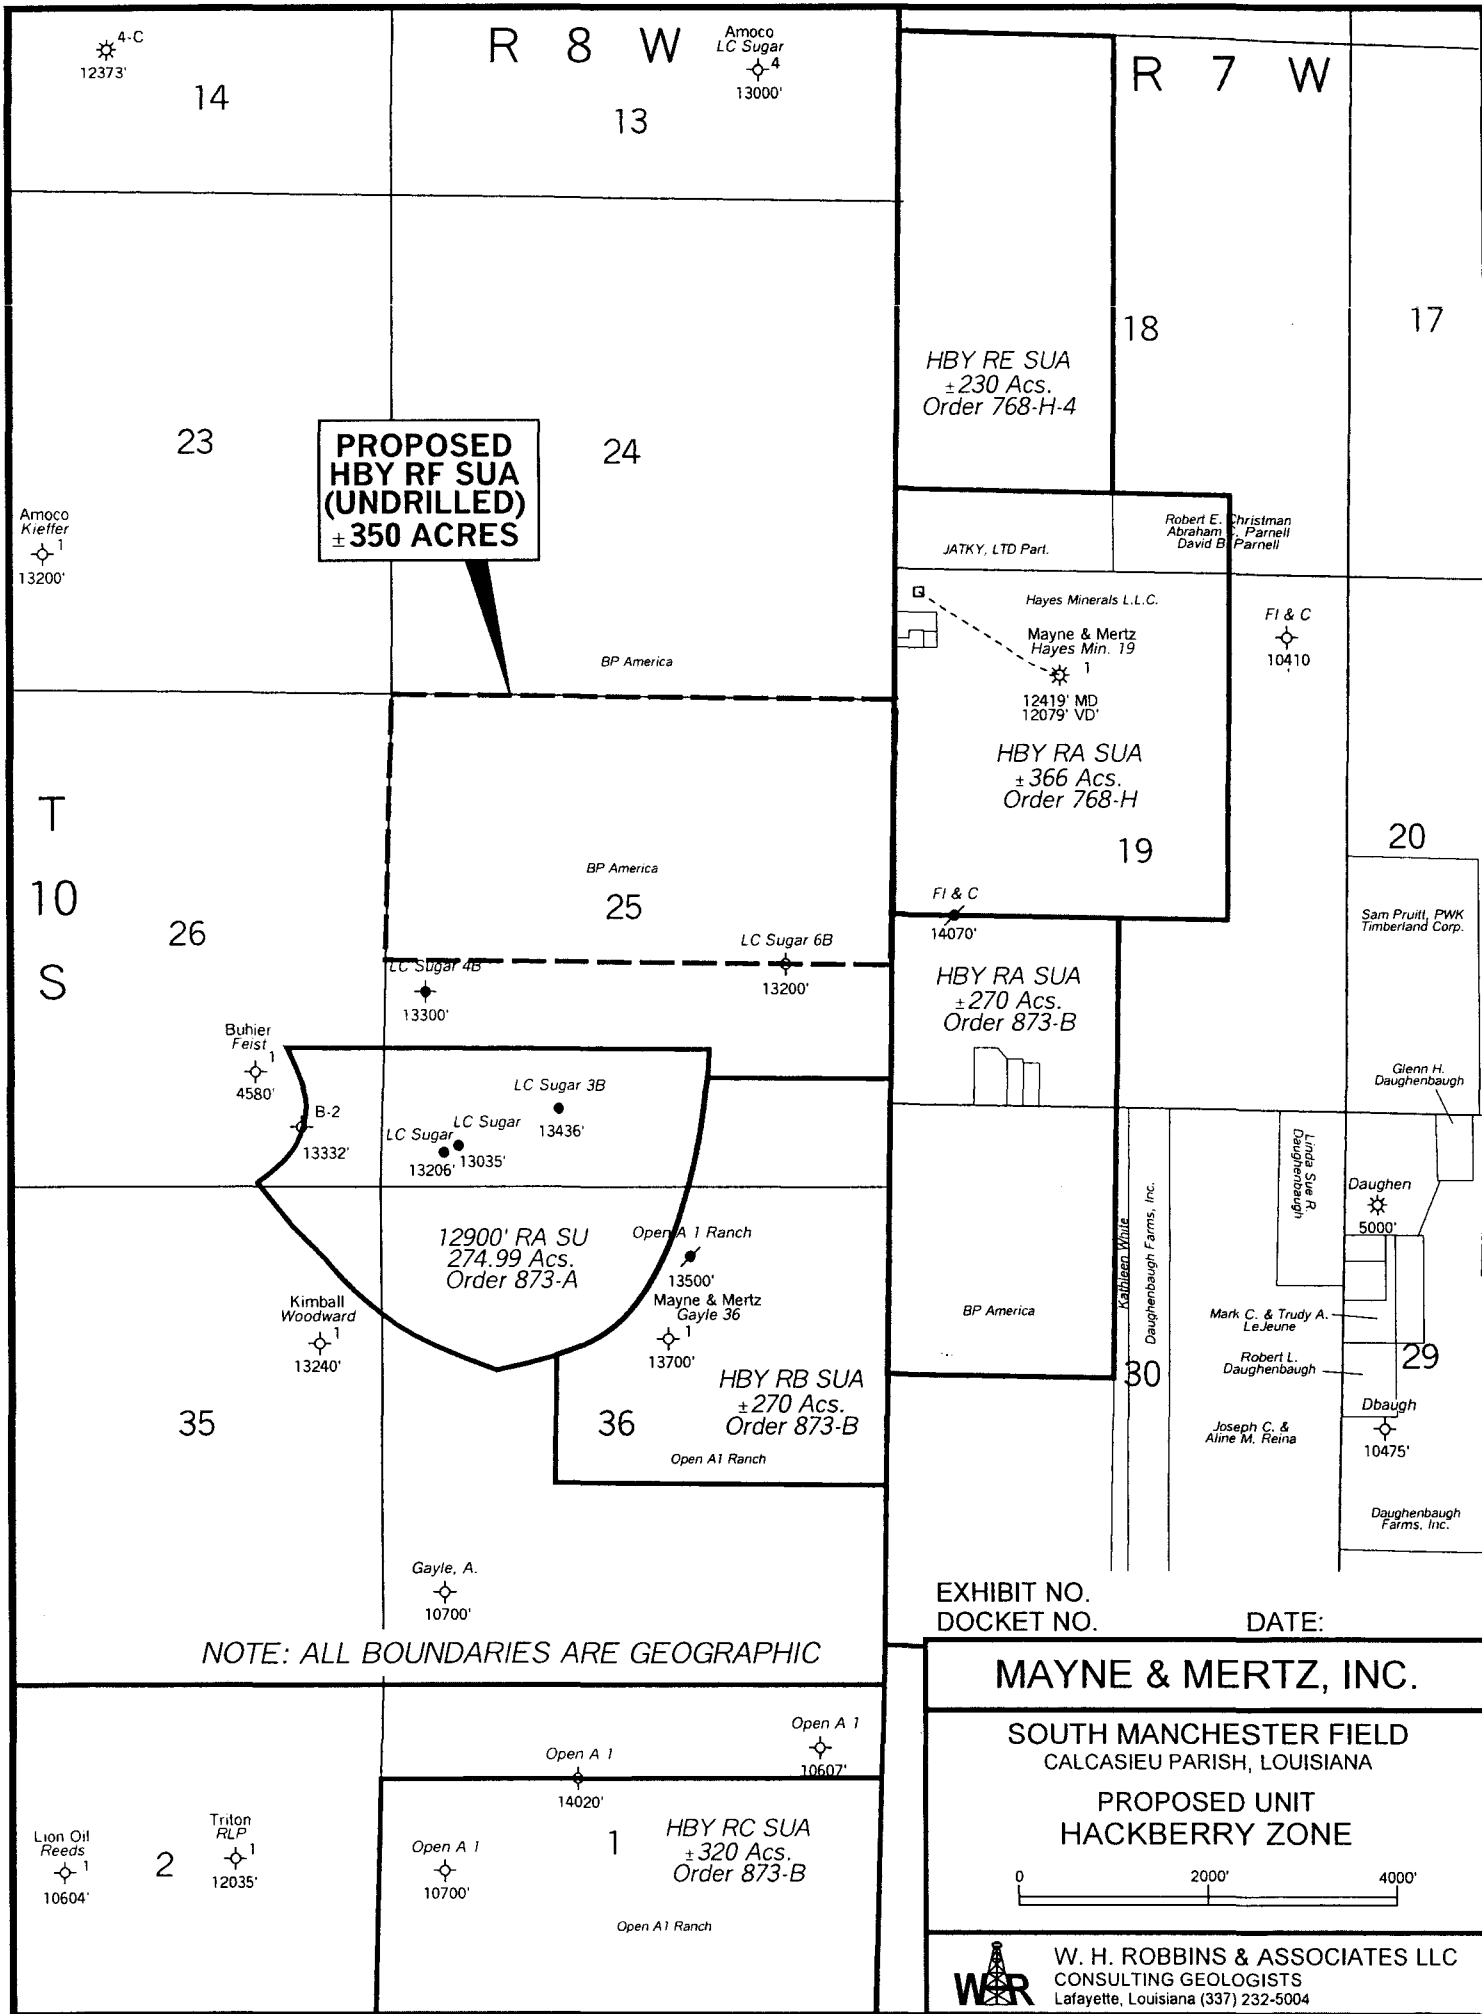 R 8 W
R 7 W
4-C
12373'
14
Amoco
LC Sugar
4
13000'
13
18
17
HBY RE SUA
±230 Acs.
Order 768-H-4
23
24
PROPOSED
HBY RF SUA
(UNDRILLED)
±350 ACRES
Amoco
Kieffer
1
13200'
BP America
JATKY, LTD Part.
Robert E. Christman
Abraham C. Parnell
David B. Parnell
Hayes Minerals L.L.C.
Mayne & Mertz
Hayes Min. 19
1
12419' MD
12079' VD'
FI & C
10410
HBY RA SUA
±366 Acs.
Order 768-H
19
20
T
10
S
BP America
25
26
FI & C
14070'
Sam Pruitt, PWK
Timberland Corp.
LC Sugar 4B
13300'
LC Sugar 6B
13200'
HBY RA SUA
±270 Acs.
Order 873-B
Buhier
Feist
1
4580'
B-2
13332'
LC Sugar 3B
13436'
LC Sugar
13206'
LC Sugar
13035'
Glenn H.
Daughenbaugh
Linda Sue R.
Daughenbaugh
Daughen
5000'
12900' RA SU
274.99 Acs.
Order 873-A
Open A 1 Ranch
13500'
Mayne & Mertz
Gayle 36
1
13700'
Kimball
Woodward
1
13240'
BP America
Kathleen White
Daughenbaugh Farms, Inc.
Mark C. & Trudy A.
LeJeune
Robert L.
Daughenbaugh
29
30
HBY RB SUA
±270 Acs.
Order 873-B
Open A1 Ranch
35
36
Joseph C. &
Aline M. Reina
Dbaugh
10475'
Daughenbaugh
Farms, Inc.
Gayle, A.
10700'
NOTE: ALL BOUNDARIES ARE GEOGRAPHIC
Open A 1
10607'
Open A 1
14020'
Lion Oil
Reeds
1
10604'
2
Triton
RLP
1
12035'
Open A 1
10700'
1
HBY RC SUA
±320 Acs.
Order 873-B
Open A1 Ranch
EXHIBIT NO.
DOCKET NO. DATE:
MAYNE & MERTZ, INC.
SOUTH MANCHESTER FIELD
CALCASIEU PARISH, LOUISIANA
PROPOSED UNIT
HACKBERRY ZONE
0 2000' 4000'
WR
W. H. ROBBINS & ASSOCIATES LLC
CONSULTING GEOLOGISTS
Lafayette, Louisiana (337) 232-5004